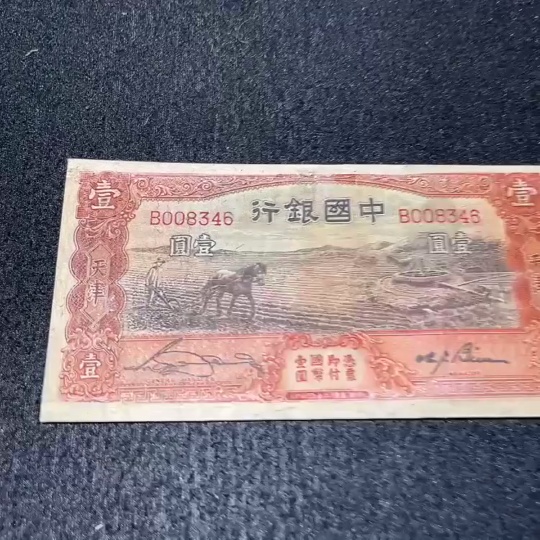 行銀國中
B008346 B008346
圓壹 圓壹
壹
天津
壹
壹
憑票
即付
國幣
壹圓